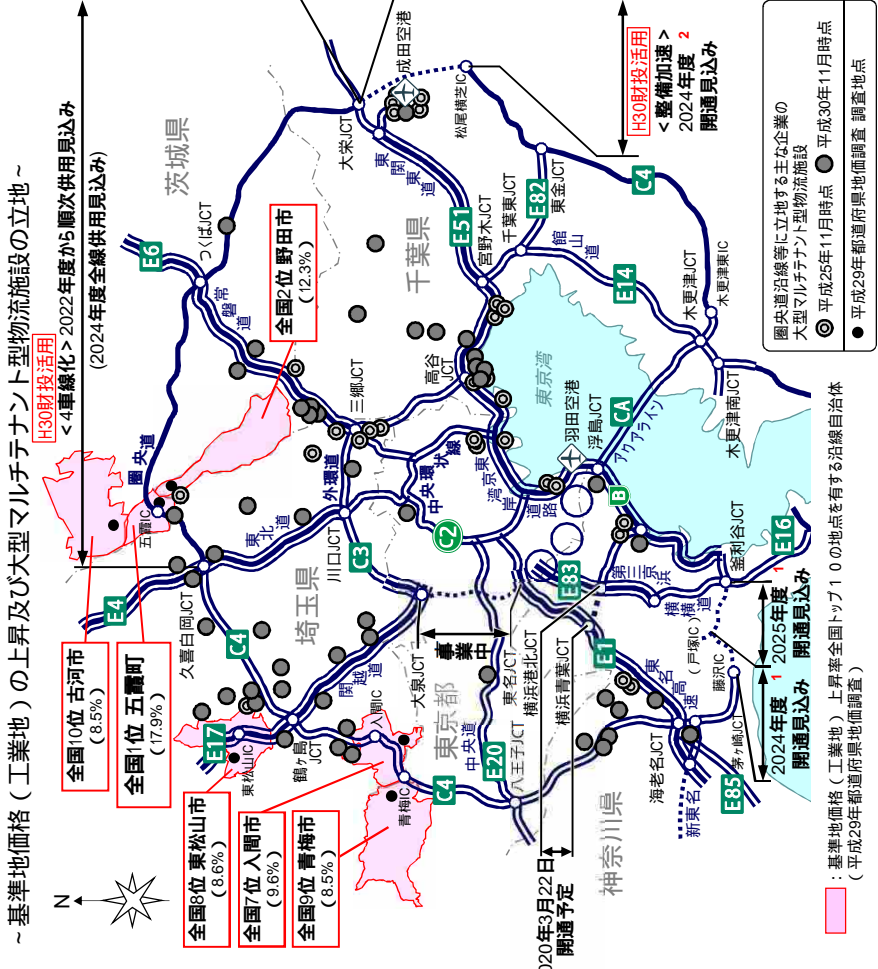 ~基準地価格（工業地）の上昇及び大型マルチテナント型物流施設の立地~
H30財投活用
<4車線化> 2022年度から順次供用見込み
(2024年度全線供用見込み)
N
全国10位 古河市
（8.5%）
全国1位 五霞町
（17.9%）
全国2位 野田市
（12.3%）
全国8位 東松山市
（8.6%）
全国7位 入間市
（9.6%）
全国9位 青梅市
（8.5%）
茨城県
千葉県
埼玉県
東京都
神奈川県
東京湾
E4
E6
E17
C4
圏央道
五霞IC
つくばJCT
常磐道
東北道
久喜白岡JCT
東松山IC
鶴ヶ島
JCT
関越道
入間IC
青梅IC
C4
川口JCT
C3
外環道
三郷JCT
高谷
JCT
大泉JCT
事業中
東名JCT
中央環状線
C2
東京湾岸道路
大栄JCT
成田空港
東関東道
E51
宮野木JCT
千葉東JCT
E82
東金JCT
松尾横芝IC
C4
館山道
E14
木更津JCT
木更津東IC
木更津南JCT
CA
アクアライン
羽田空港
浮島JCT
B
中央道
E20
八王子JCT
横浜港北JCT
横浜青葉JCT
E83
第三京浜
E1
東名高速
横横道
E16
釜利谷JCT
(戸塚IC)
藤沢IC
茅ヶ崎JCT
海老名JCT
新東名
E85
020年3月22日
開通予定
2024年度 1
開通見込み
2025年度 1
開通見込み
H30財投活用
<整備加速>
2024年度 2
開通見込み
圏央道沿線等に立地する主な企業の
大型マルチテナント型物流施設
平成25年11月時点 平成30年11月時点
平成29年都道府県地価調査 調査地点
：基準地価格（工業地）上昇率全国トップ10の地点を有する沿線自治体
（平成29年都道府県地価調査）